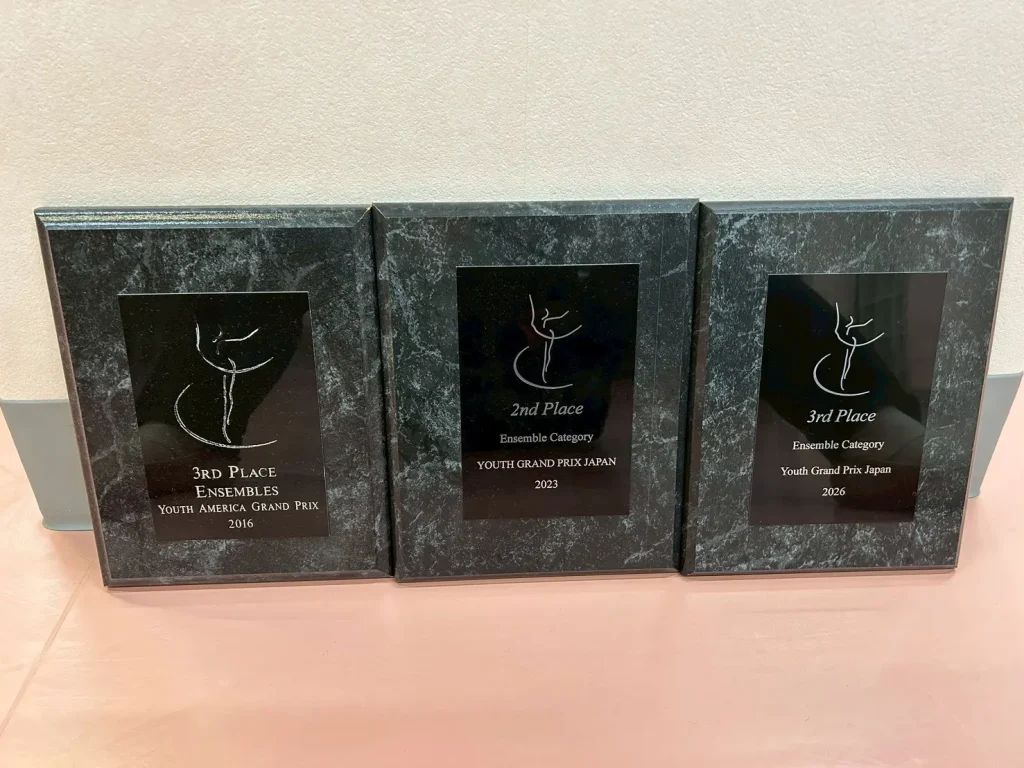 3RD PLACE
ENSEMBLES
YOUTH AMERICA GRAND PRIX
2016
2nd Place
Ensemble Category
YOUTH GRAND PRIX JAPAN
2023
3rd Place
Ensemble Category
Youth Grand Prix Japan
2026